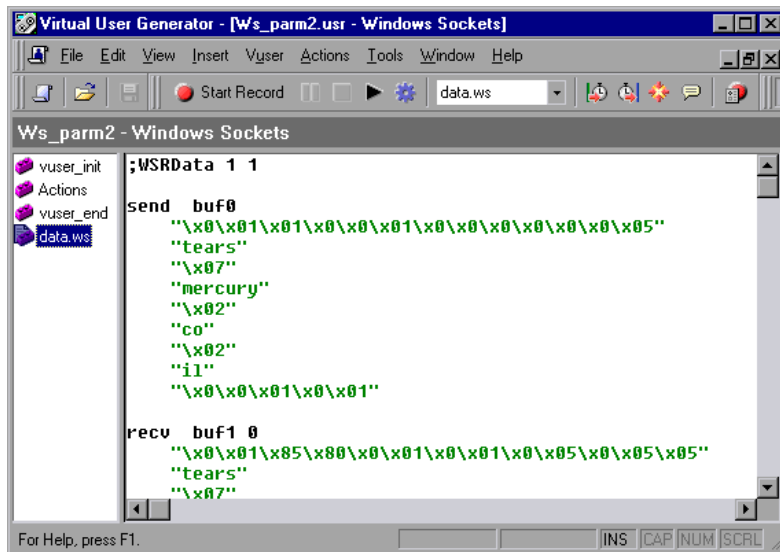 Virtual User Generator - [Ws_parm2.usr - Windows Sockets]
File Edit View Insert Vuser Actions Tools Window Help
Start Record data.ws
Ws_parm2 - Windows Sockets
vuser_init
Actions
vuser_end
data.ws
;WSRData 1 1
send buf0
"\x0\x01\x01\x0\x0\x01\x0\x0\x0\x0\x0\x0\x05"
"tears"
"\x07"
"mercury"
"\x02"
"co"
"\x02"
"il"
"\x0\x0\x01\x0\x01"
recv buf1 0
"\x0\x01\x85\x80\x0\x01\x0\x01\x0\x05\x0\x05\x05"
"tears"
"\x07"
For Help, press F1.
INS CAP NUM SCRL